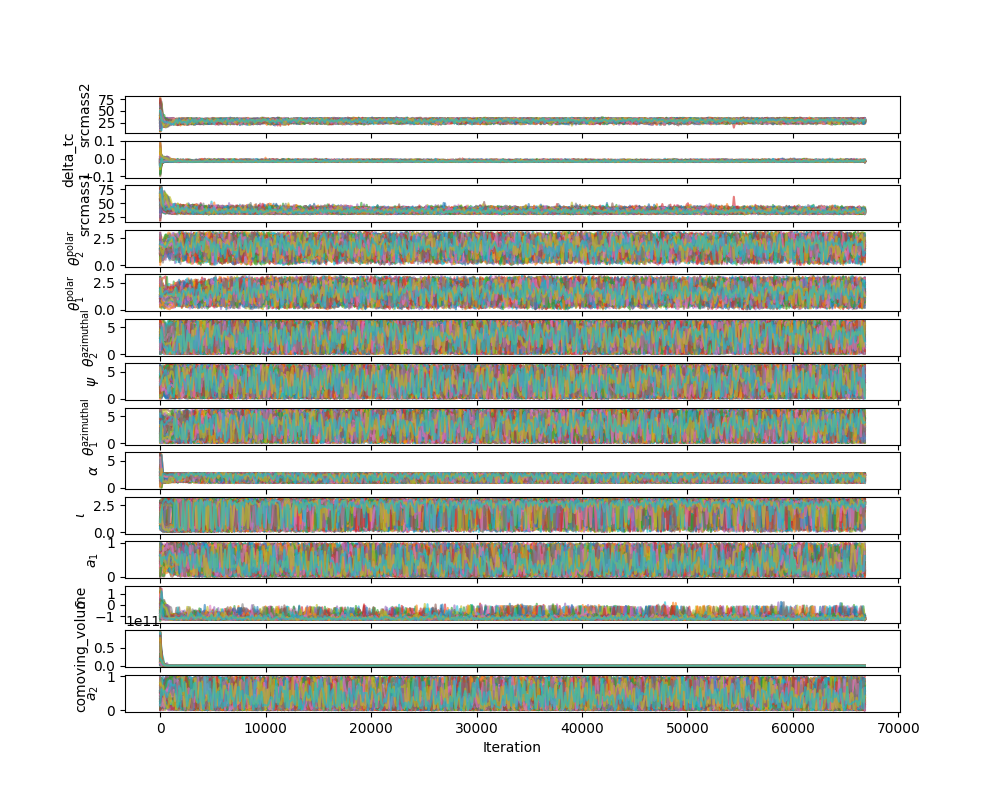 srcmass2
75
50
25
delta_tc
0.1
0.0
−0.1
srcmass1
75
50
25
θ₂^polar
2.5
0.0
θ₁^polar
2.5
0.0
θ₂^azimuthal
5
0
ψ
5
0
θ₁^azimuthal
5
0
α
5
0
ι
2.5
0.0
a₁
1
0
δ
1
0
−1
comoving_volume
1e11
0.5
0.0
a₂
1
0
0 10000 20000 30000 40000 50000 60000 70000
Iteration